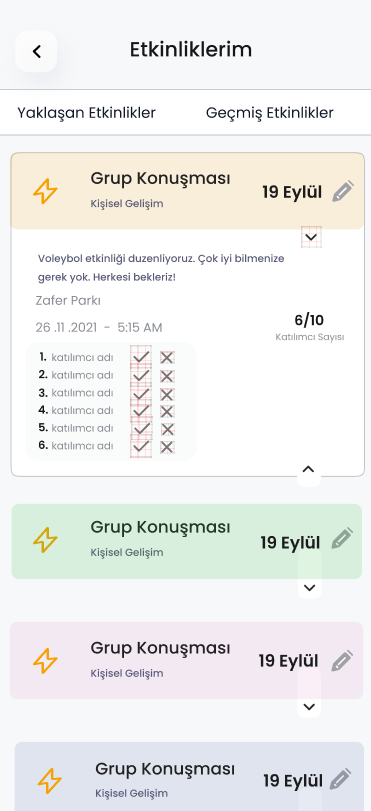 Etkinliklerim
Yaklaşan Etkinlikler
Geçmiş Etkinlikler
Grup Konuşması
Kişisel Gelişim
19 Eylül
Voleybol etkinliği duzenliyoruz. Çok iyi bilmenize
gerek yok. Herkesi bekleriz!
Zafer Parkı
26 .11 .2021 - 5:15 AM
6/10
Katılımcı Sayısı
1. katılımcı adı
2. katılımcı adı
3. katılımcı adı
4. katılımcı adı
5. katılımcı adı
6. katılımcı adı
Grup Konuşması
Kişisel Gelişim
19 Eylül
Grup Konuşması
Kişisel Gelişim
19 Eylül
Grup Konuşması
Kişisel Gelişim
19 Eylül